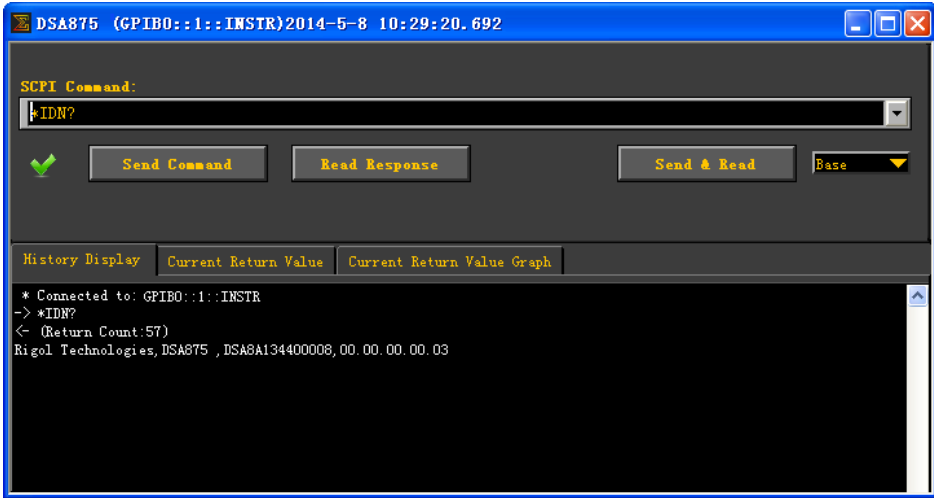 DSA875 (GPIB0::1::INSTR)2014-5-8 10:29:20.692
SCPI Command:
*IDN?
Send Command
Read Response
Send & Read
Base
History Display
Current Return Value
Current Return Value Graph
* Connected to: GPIB0::1::INSTR
-> *IDN?
<- (Return Count:57)
Rigol Technologies,DSA875 ,DSA8A134400008,00.00.00.00.03